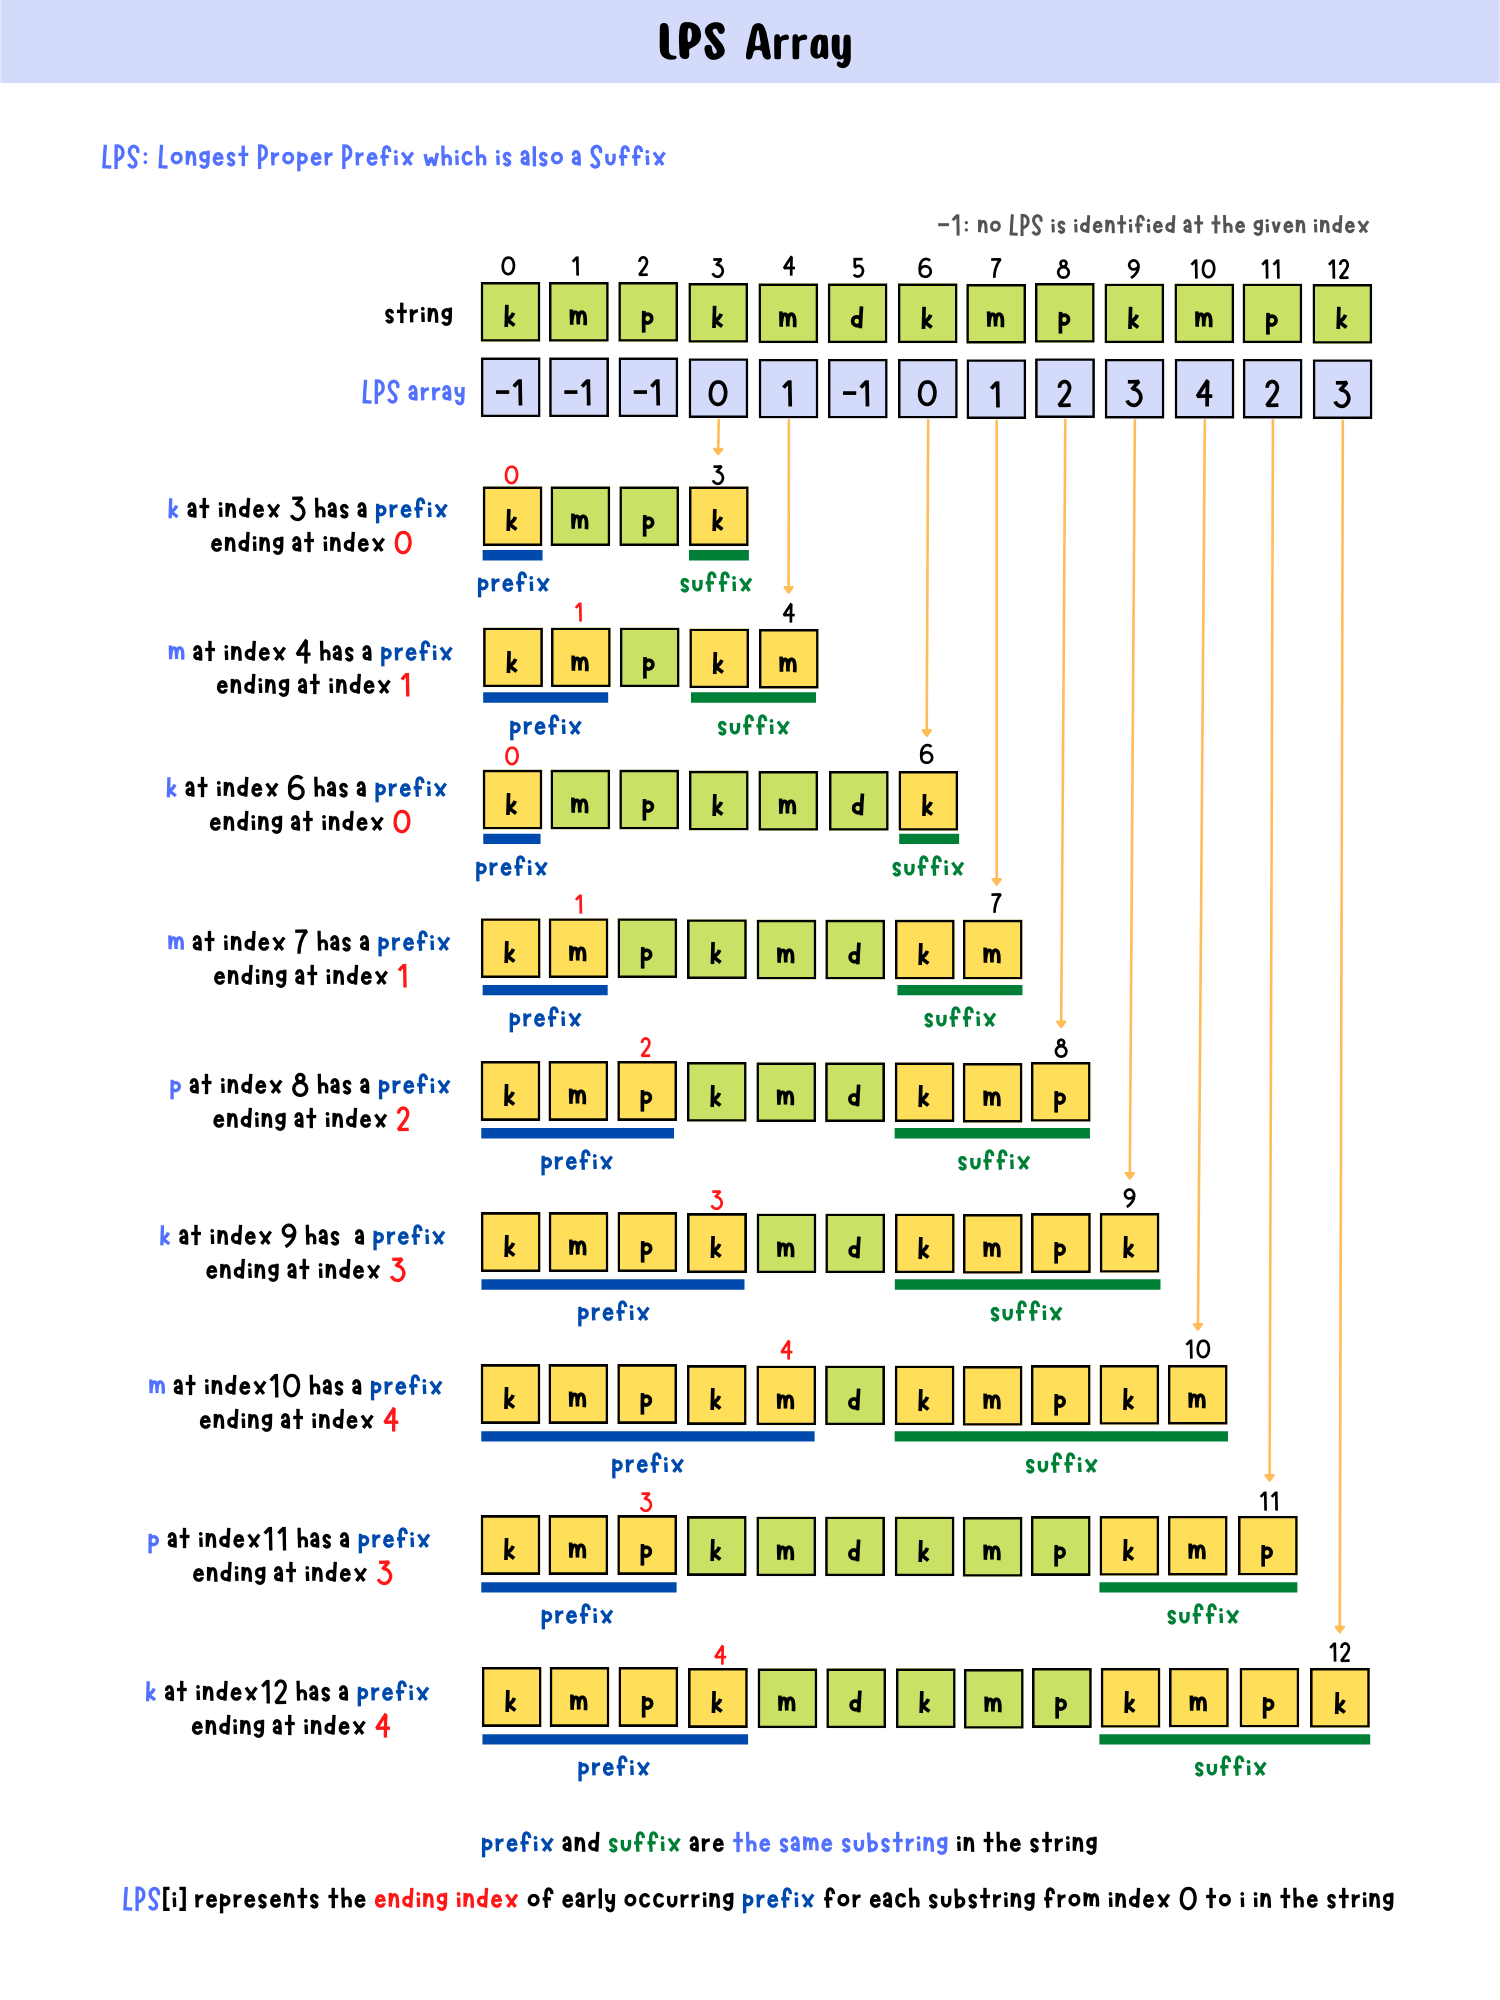 LPS Array
LPS: Longest Proper Prefix which is also a Suffix
-1: no LPS is identified at the given index
0 1 2 3 4 5 6 7 8 9 10 11 12
string k m p k m d k m p k m p k
LPS array -1 -1 -1 0 1 -1 0 1 2 3 4 2 3
0 3
k at index 3 has a prefix
ending at index 0
k m p k
prefix suffix
1 4
m at index 4 has a prefix
ending at index 1
k m p k m
prefix suffix
0 6
k at index 6 has a prefix
ending at index 0
k m p k m d k
prefix suffix
1 7
m at index 7 has a prefix
ending at index 1
k m p k m d k m
prefix suffix
2 8
p at index 8 has a prefix
ending at index 2
k m p k m d k m p
prefix suffix
3 9
k at index 9 has a prefix
ending at index 3
k m p k m d k m p k
prefix suffix
4 10
m at index10 has a prefix
ending at index 4
k m p k m d k m p k m
prefix suffix
3 11
p at index11 has a prefix
ending at index 3
k m p k m d k m p k m p
prefix suffix
4 12
k at index12 has a prefix
ending at index 4
k m p k m d k m p k m p k
prefix suffix
prefix and suffix are the same substring in the string
LPS[i] represents the ending index of early occurring prefix for each substring from index 0 to i in the string